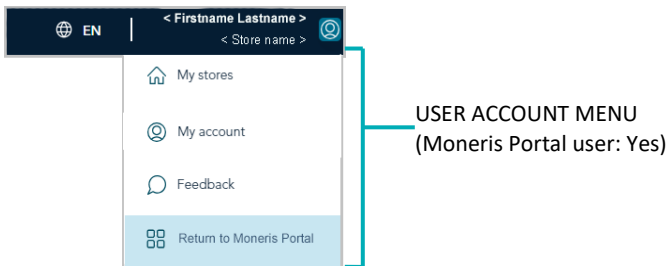 EN
< Firstname Lastname >
< Store name >
My stores
My account
Feedback
Return to Moneris Portal
USER ACCOUNT MENU
(Moneris Portal user: Yes)